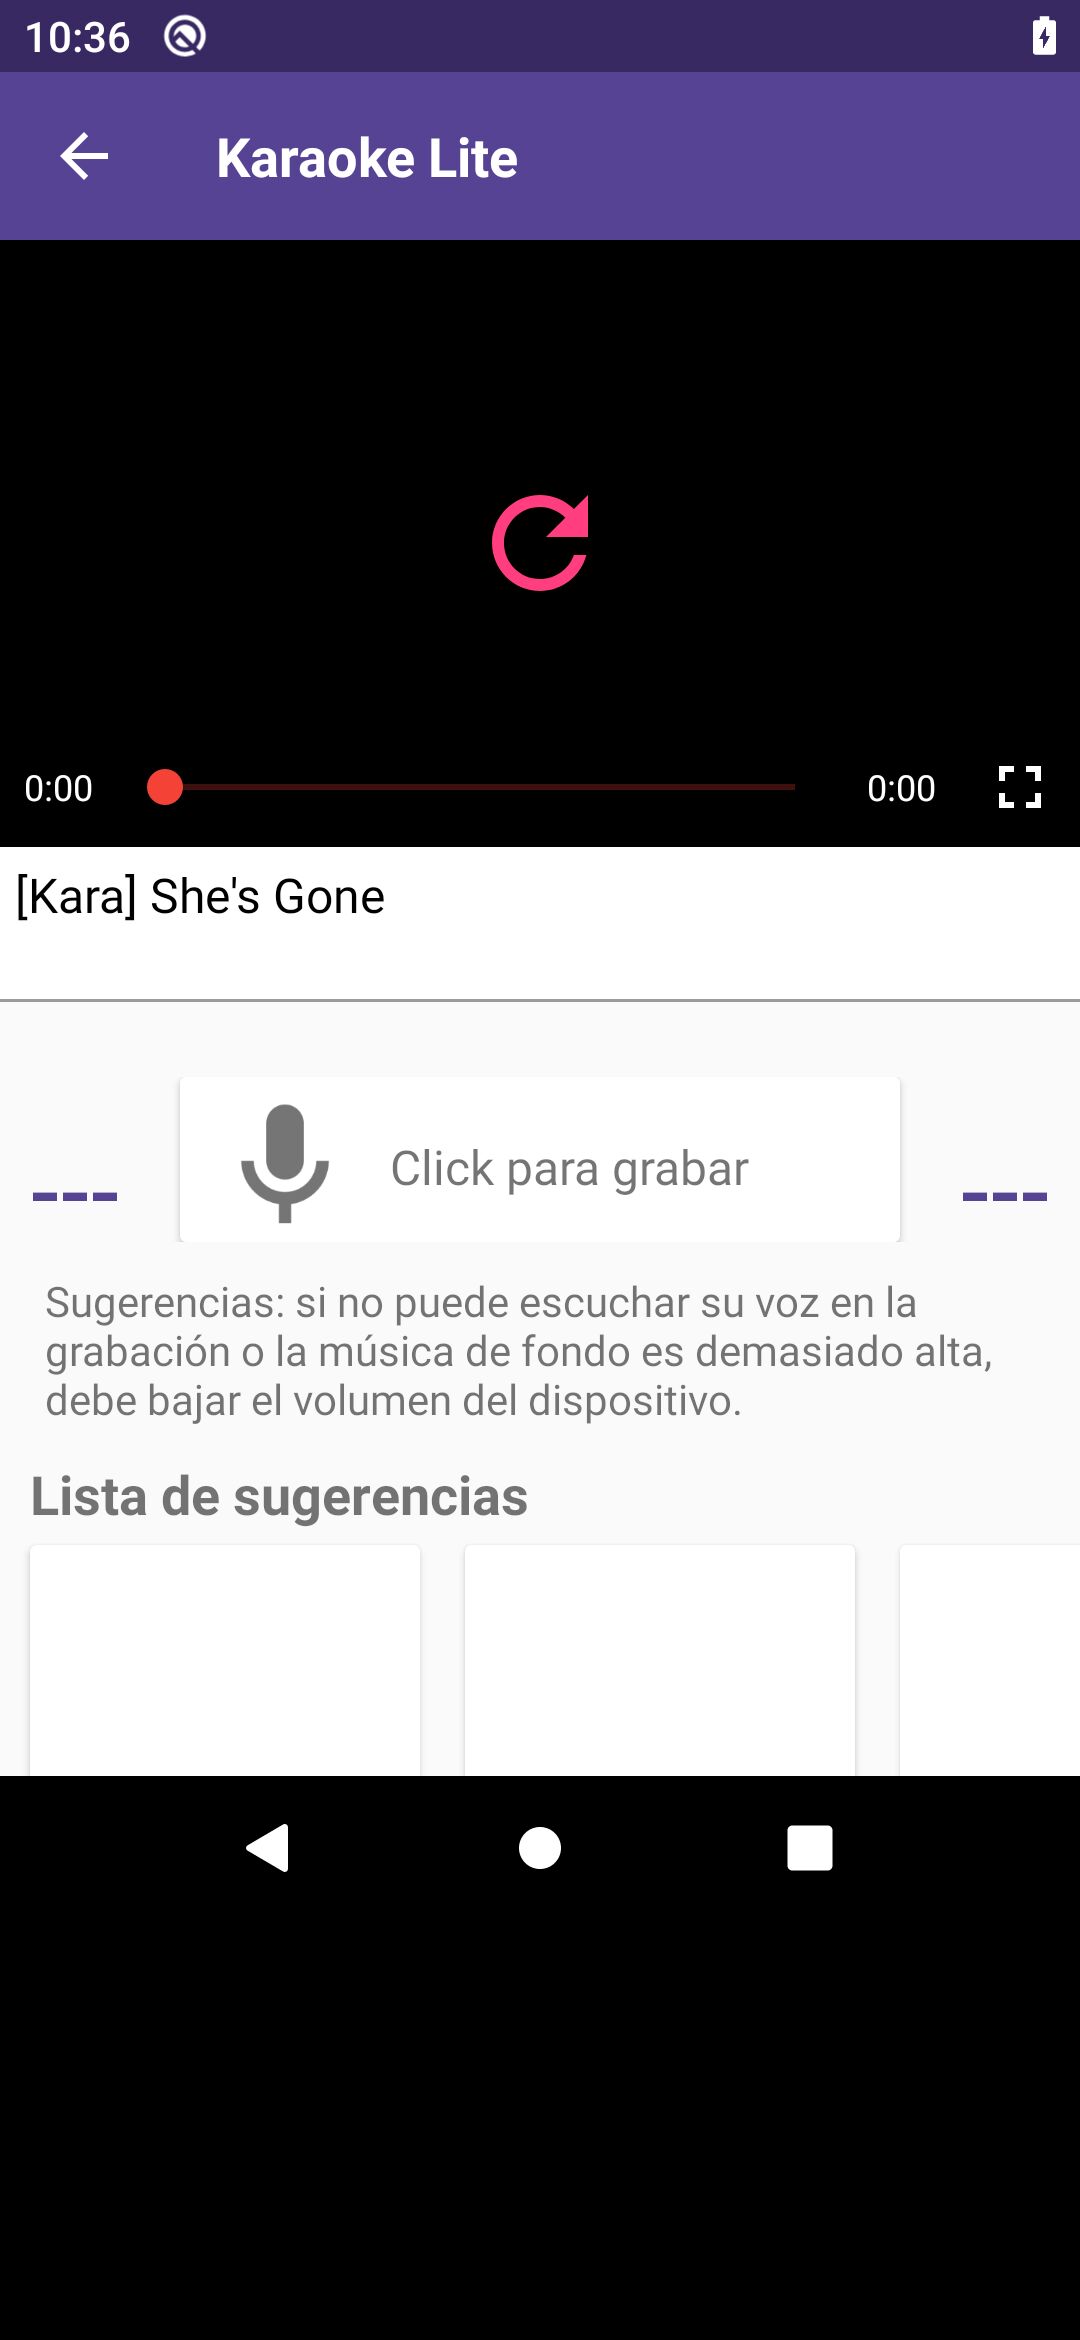 10:36
Karaoke Lite
0:00
0:00
[Kara] She's Gone
---
Click para grabar
---
Sugerencias: si no puede escuchar su voz en la
grabación o la música de fondo es demasiado alta,
debe bajar el volumen del dispositivo.
Lista de sugerencias